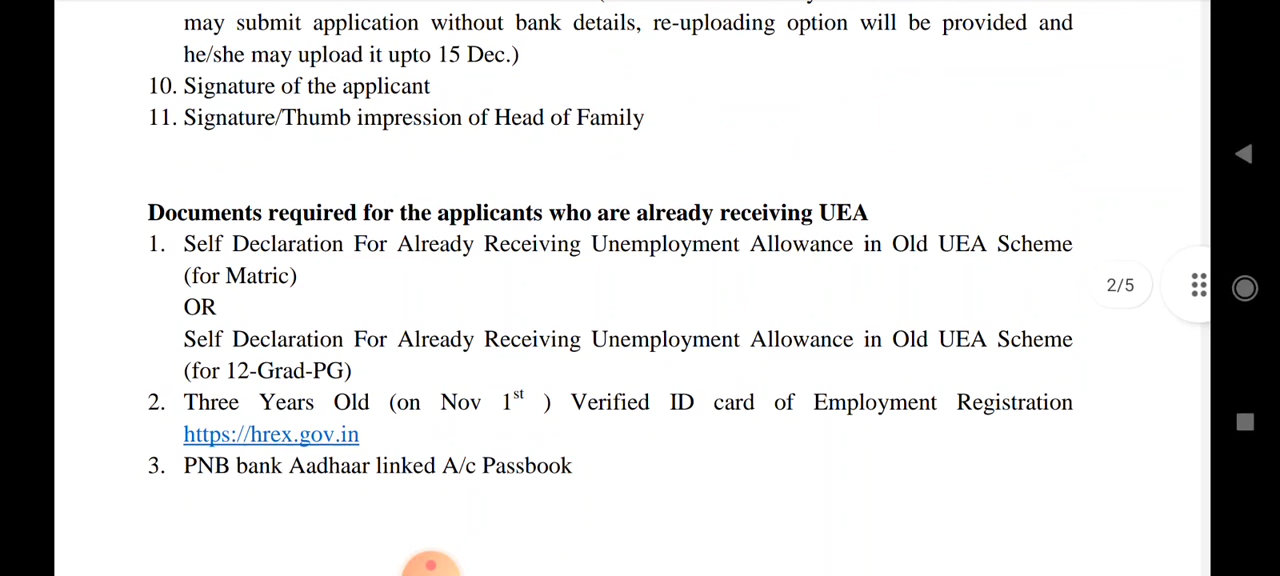 may submit application without bank details, re-uploading option will be provided and
he/she may upload it upto 15 Dec.)
10. Signature of the applicant
11. Signature/Thumb impression of Head of Family
Documents required for the applicants who are already receiving UEA
1. Self Declaration For Already Receiving Unemployment Allowance in Old UEA Scheme
(for Matric)
OR
Self Declaration For Already Receiving Unemployment Allowance in Old UEA Scheme
(for 12-Grad-PG)
2. Three Years Old (on Nov 1st ) Verified ID card of Employment Registration
https://hrex.gov.in
3. PNB bank Aadhaar linked A/c Passbook
2/5